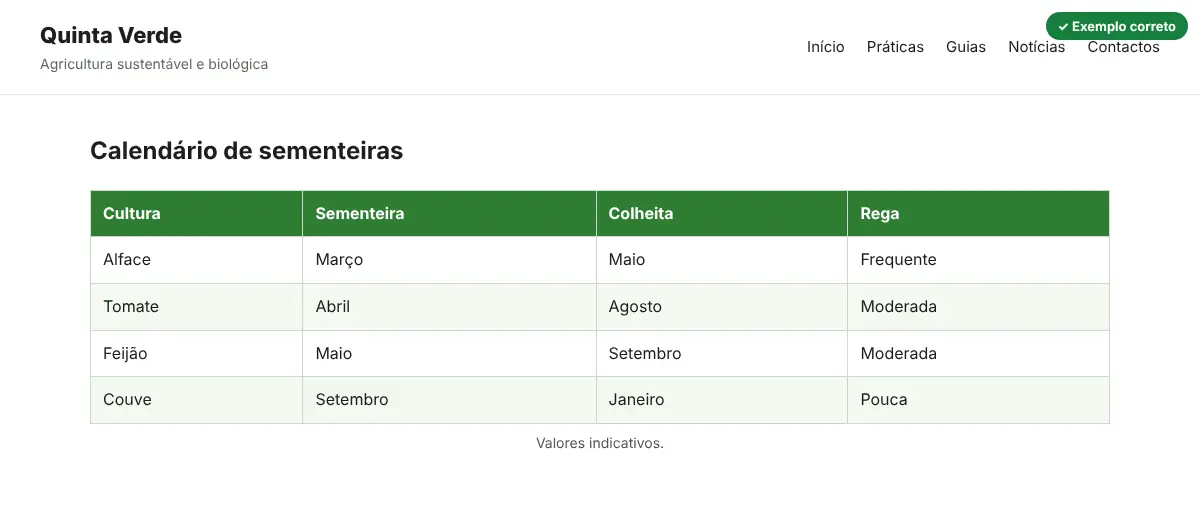 Quinta Verde
Agricultura sustentável e biológica
✓ Exemplo correto
Início Práticas Guias Notícias Contactos
Calendário de sementeiras
Cultura Sementeira Colheita Rega
Alface Março Maio Frequente
Tomate Abril Agosto Moderada
Feijão Maio Setembro Moderada
Couve Setembro Janeiro Pouca
Valores indicativos.